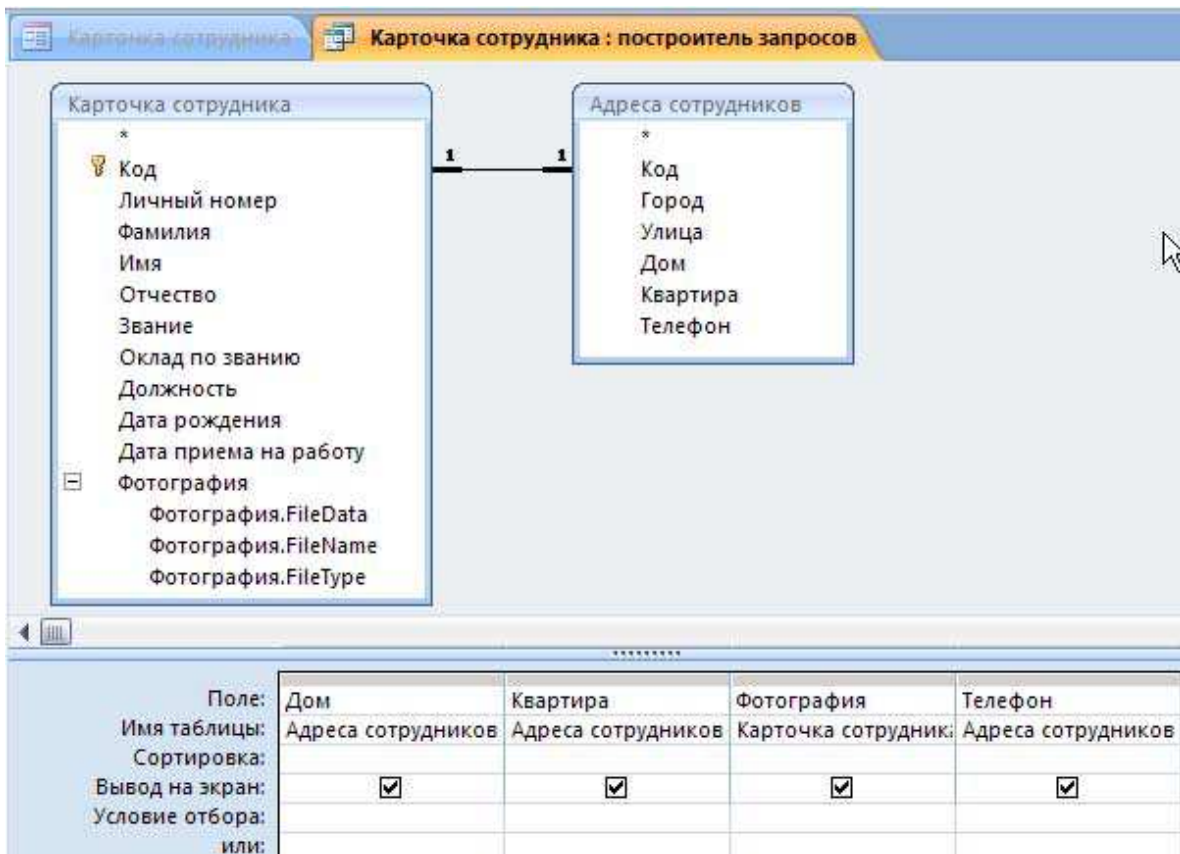 Карточка сотрудника
Карточка сотрудника : построитель запросов
Карточка сотрудника
*
Код
Личный номер
Фамилия
Имя
Отчество
Звание
Оклад по званию
Должность
Дата рождения
Дата приема на работу
Фотография
Фотография.FileData
Фотография.FileName
Фотография.FileType
1
1
Адреса сотрудников
*
Код
Город
Улица
Дом
Квартира
Телефон
Поле: Дом Квартира Фотография Телефон
Имя таблицы: Адреса сотрудников Адреса сотрудников Карточка сотрудник Адреса сотрудников
Сортировка:
Вывод на экран:
Условие отбора:
или: